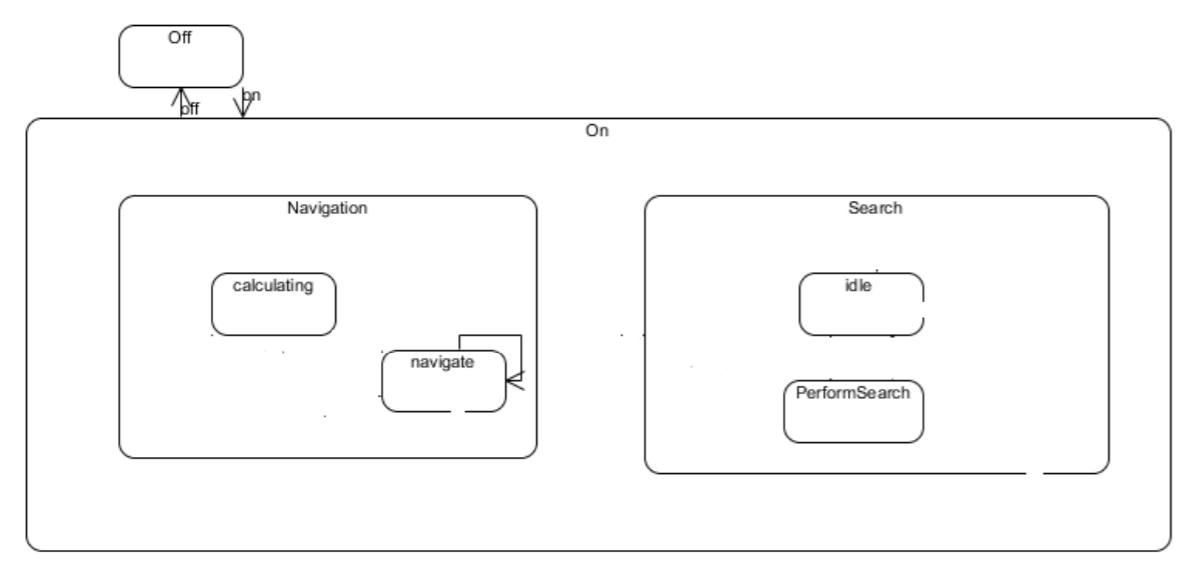 Off
off
on
On
Navigation
Search
calculating
idle
navigate
PerformSearch